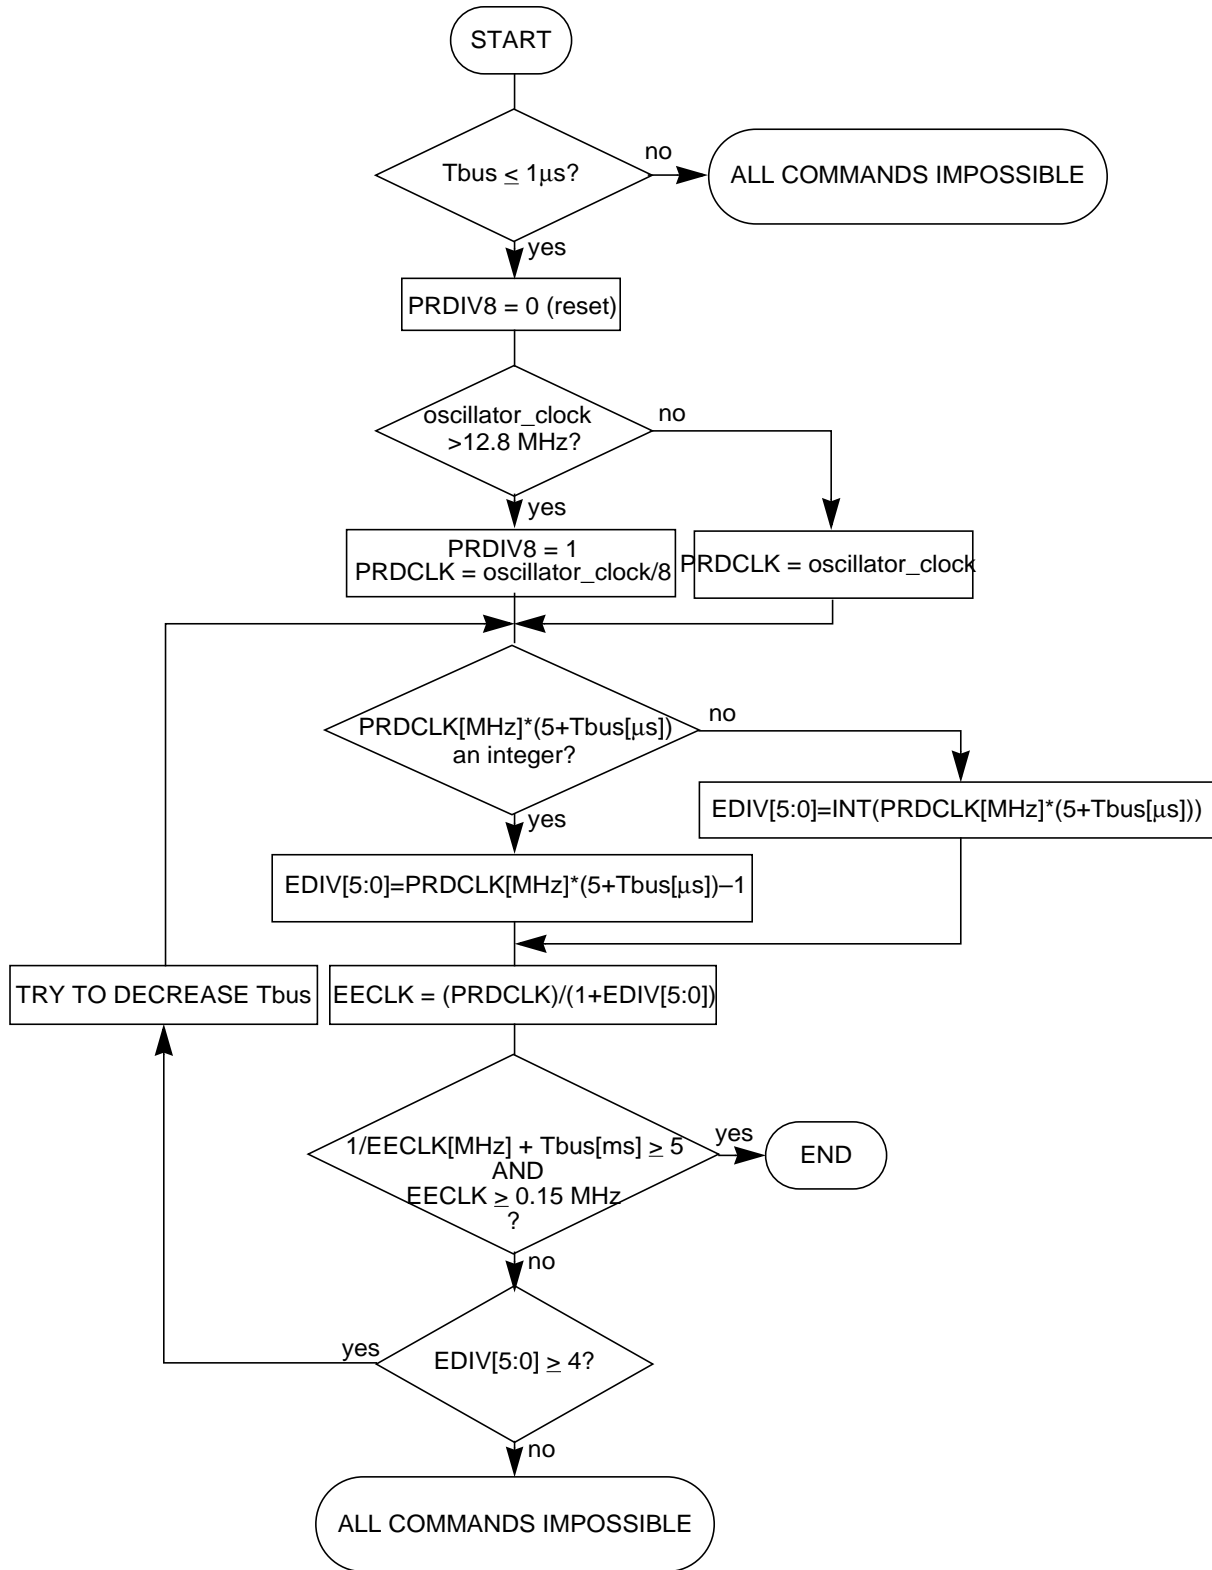 START
Tbus ≤ 1μs?
no
ALL COMMANDS IMPOSSIBLE
yes
PRDIV8 = 0 (reset)
oscillator_clock
>12.8 MHz?
no
yes
PRDIV8 = 1
PRDCLK = oscillator_clock/8
PRDCLK = oscillator_clock
PRDCLK[MHz]*(5+Tbus[μs])
an integer?
no
yes
EDIV[5:0]=INT(PRDCLK[MHz]*(5+Tbus[μs]))
EDIV[5:0]=PRDCLK[MHz]*(5+Tbus[μs])–1
TRY TO DECREASE Tbus
EECLK = (PRDCLK)/(1+EDIV[5:0])
1/EECLK[MHz] + Tbus[ms] ≥ 5
AND
EECLK ≥ 0.15 MHz
?
yes
END
no
yes
EDIV[5:0] ≥ 4?
no
ALL COMMANDS IMPOSSIBLE